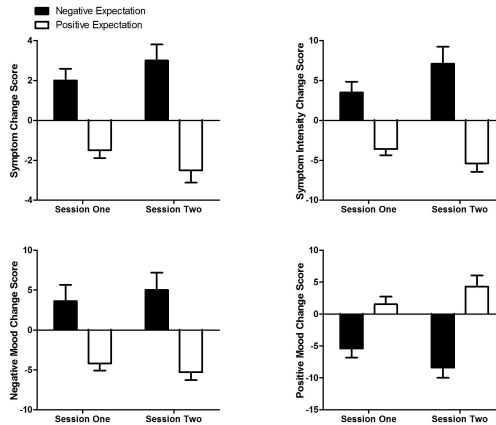 Negative Expectation
Positive Expectation
Symptom Change Score
4
2
0
-2
-4
Session One
Session Two
Symptom Intensity Change Score
10
5
0
-5
-10
Session One
Session Two
Negative Mood Change Score
10
5
0
-5
-10
Session One
Session Two
Positive Mood Change Score
10
5
0
-5
-10
-15
Session One
Session Two